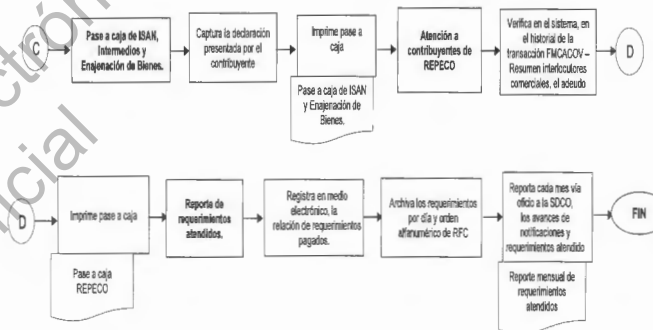 C
Pase a caja de ISAN,
Intermedios y
Enajenación de Bienes.
Captura la declaración
presentada por el
contribuyente
Imprime pase a
caja
Pase a caja de ISAN
y Enajenación de
Bienes.
Atención a
contribuyentes de
REPECO
Verifica en el sistema, en
el historial de la
transacción FMCACOV –
Resumen interlocutores
comerciales, el adeudo
D
D
Imprime pase a caja
Pase a caja
REPECO
Reporta de
requerimientos
atendidos.
Registra en medio
electrónico, la
relación de requerimientos
pagados.
Archiva los requerimientos
por día y orden
alfanumérico de RFC
Reporta cada mes vía
oficio a la SDCO,
los avances de
notificaciones y
requerimientos atendido
Reporte mensual de
requerimientos
atendidos
FIN